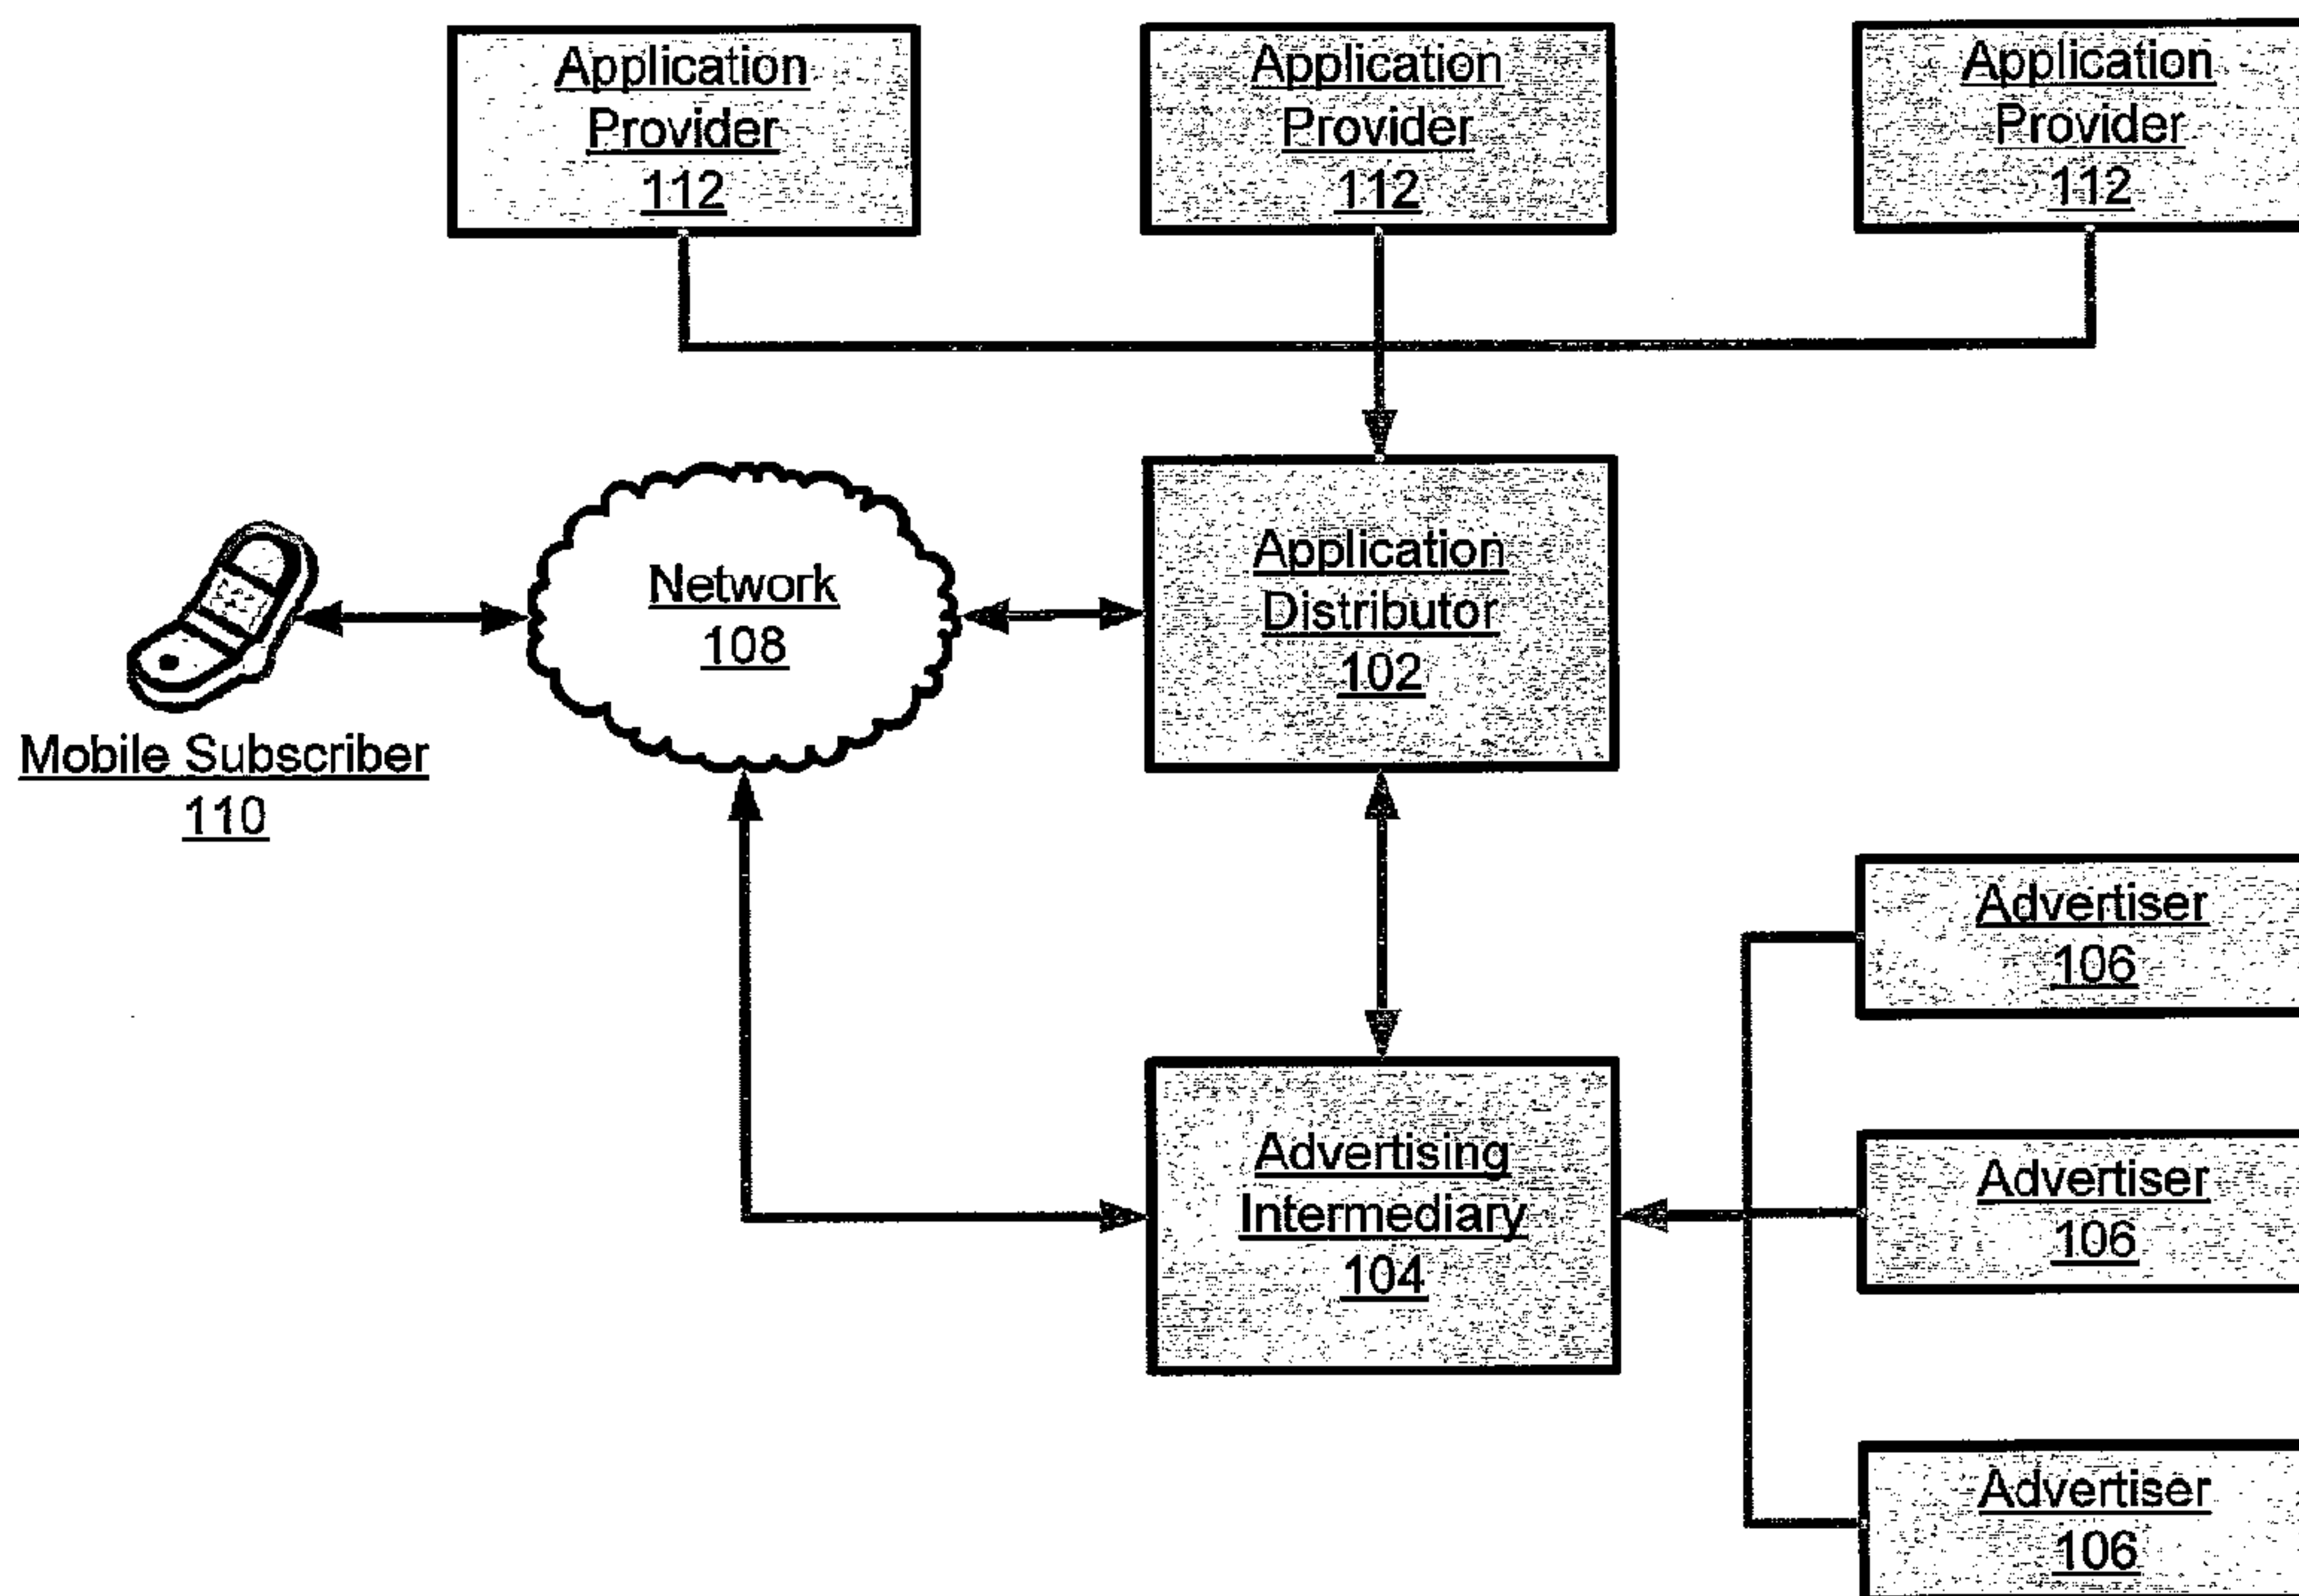 Application
Provider
112
Application
Provider
112
Application
Provider
112
Network
108
Application
Distributor
102
Mobile Subscriber
110
Advertiser
106
Advertising
Intermediary
104
Advertiser
106
Advertiser
106